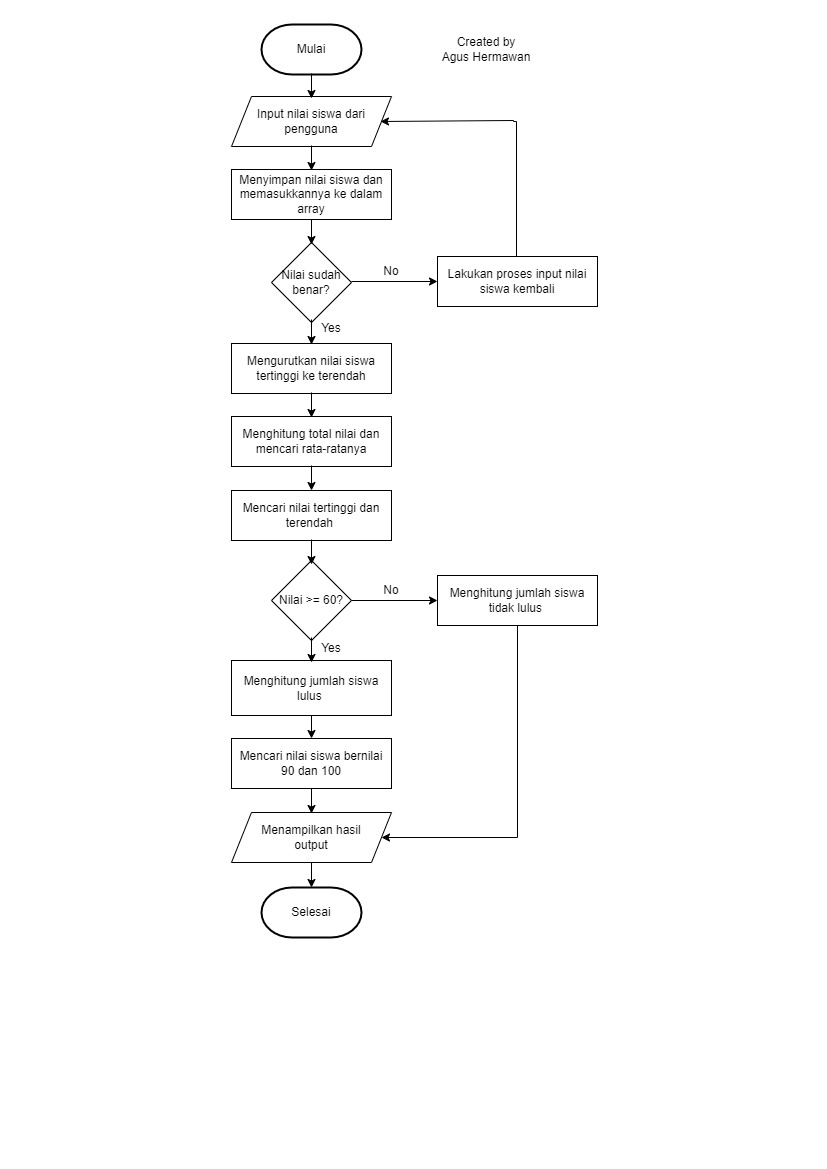 Mulai
Created by
Agus Hermawan
Input nilai siswa dari
pengguna
Menyimpan nilai siswa dan
memasukkannya ke dalam
array
Nilai sudah
benar?
No
Lakukan proses input nilai
siswa kembali
Yes
Mengurutkan nilai siswa
tertinggi ke terendah
Menghitung total nilai dan
mencari rata-ratanya
Mencari nilai tertinggi dan
terendah
Nilai >= 60?
No
Menghitung jumlah siswa
tidak lulus
Yes
Menghitung jumlah siswa
lulus
Mencari nilai siswa bernilai
90 dan 100
Menampilkan hasil
output
Selesai